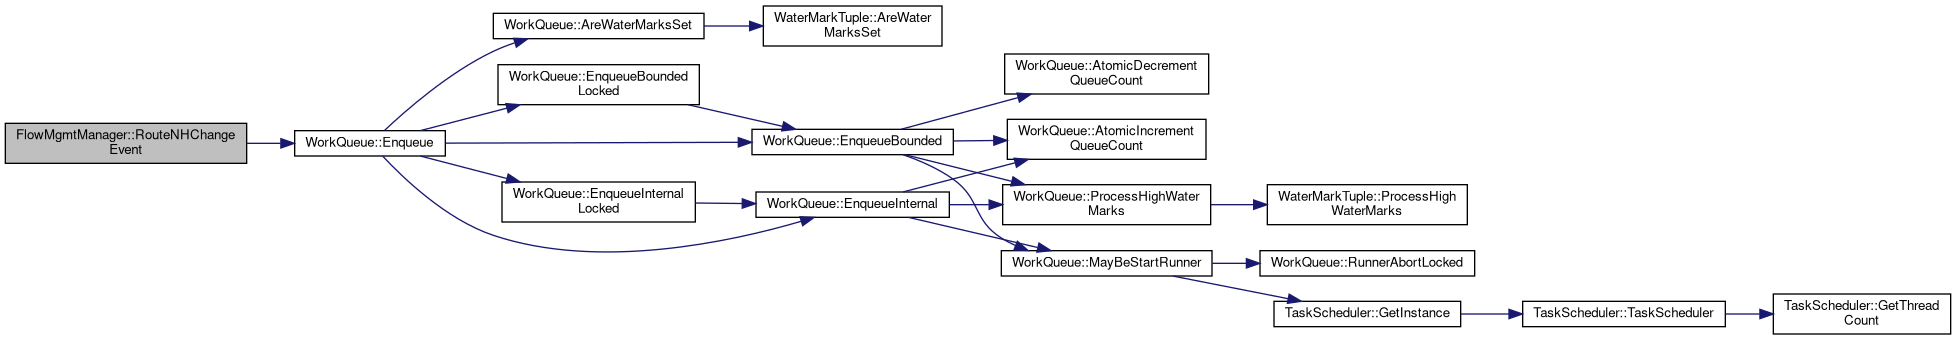 FlowMgmtManager::RouteNHChange
Event
WorkQueue::Enqueue
WorkQueue::AreWaterMarksSet
WaterMarkTuple::AreWater
MarksSet
WorkQueue::EnqueueBounded
Locked
WorkQueue::EnqueueBounded
WorkQueue::EnqueueInternal
Locked
WorkQueue::EnqueueInternal
WorkQueue::AtomicDecrement
QueueCount
WorkQueue::AtomicIncrement
QueueCount
WorkQueue::ProcessHighWater
Marks
WaterMarkTuple::ProcessHigh
WaterMarks
WorkQueue::MayBeStartRunner
WorkQueue::RunnerAbortLocked
TaskScheduler::GetInstance
TaskScheduler::TaskScheduler
TaskScheduler::GetThread
Count